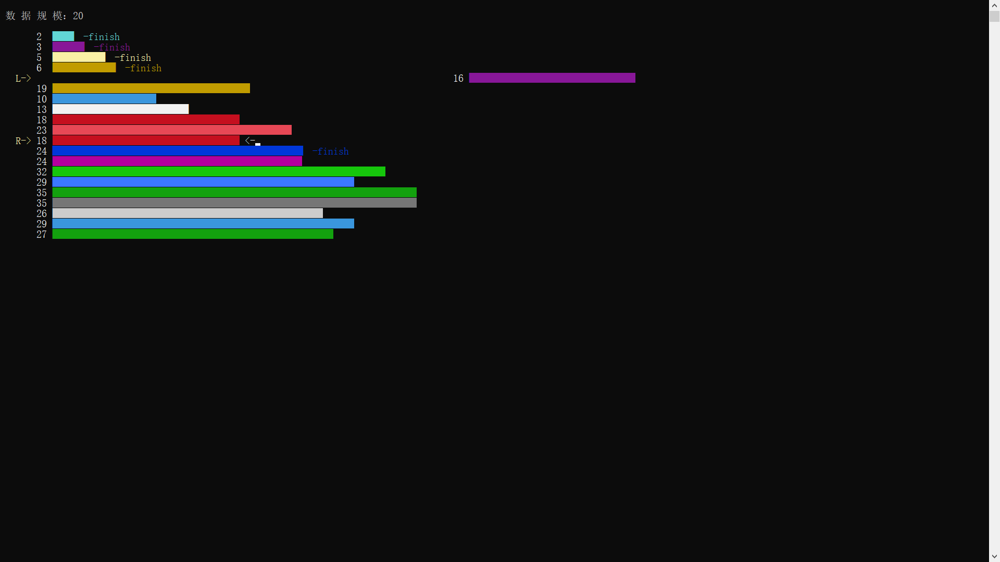 数 据 规 模：20
2 -finish
3 -finish
5 -finish
6 -finish
L-> 16
19
10
13
18
23
R-> 18 <-
24 -finish
24
32
29
35
35
26
29
27